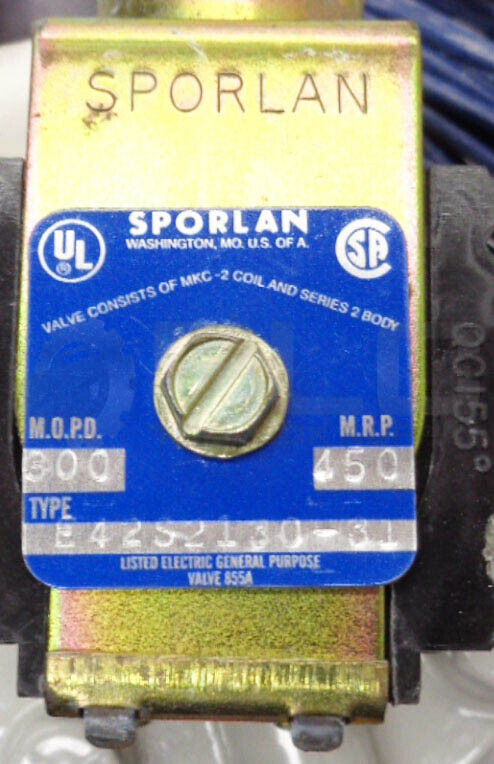 SPORLAN
UL
SPORLAN
SA
WASHINGTON, MO. U.S. OF A.
VALVE CONSISTS OF MKC -2 COIL AND SERIES 2 BODY
M.O.P.D. M.R.P.
300 450
TYPE
E42S2130-31
LISTED ELECTRIC GENERAL PURPOSE
VALVE 855A
QCI55°